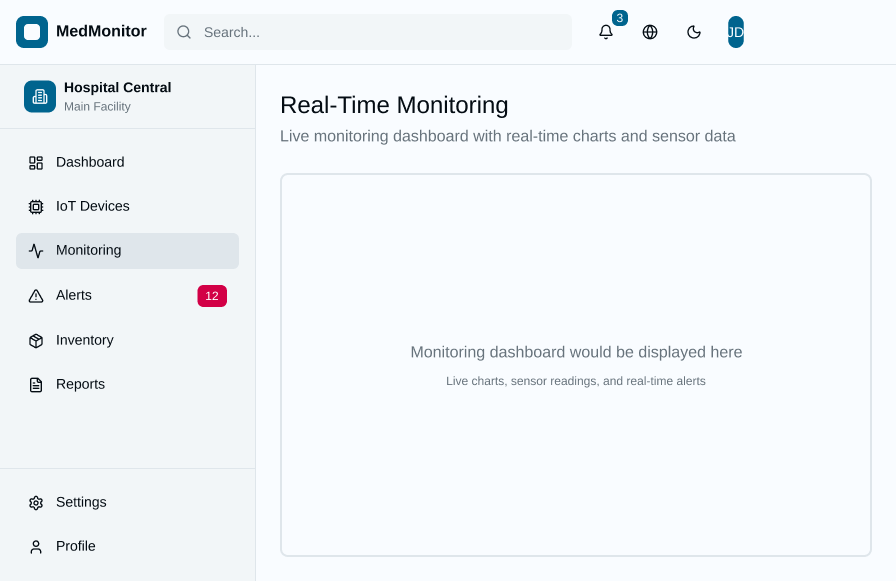 MedMonitor
Search...
3
JD
Hospital Central
Main Facility
Dashboard
IoT Devices
Monitoring
Alerts
12
Inventory
Reports
Settings
Profile
Real-Time Monitoring
Live monitoring dashboard with real-time charts and sensor data
Monitoring dashboard would be displayed here
Live charts, sensor readings, and real-time alerts